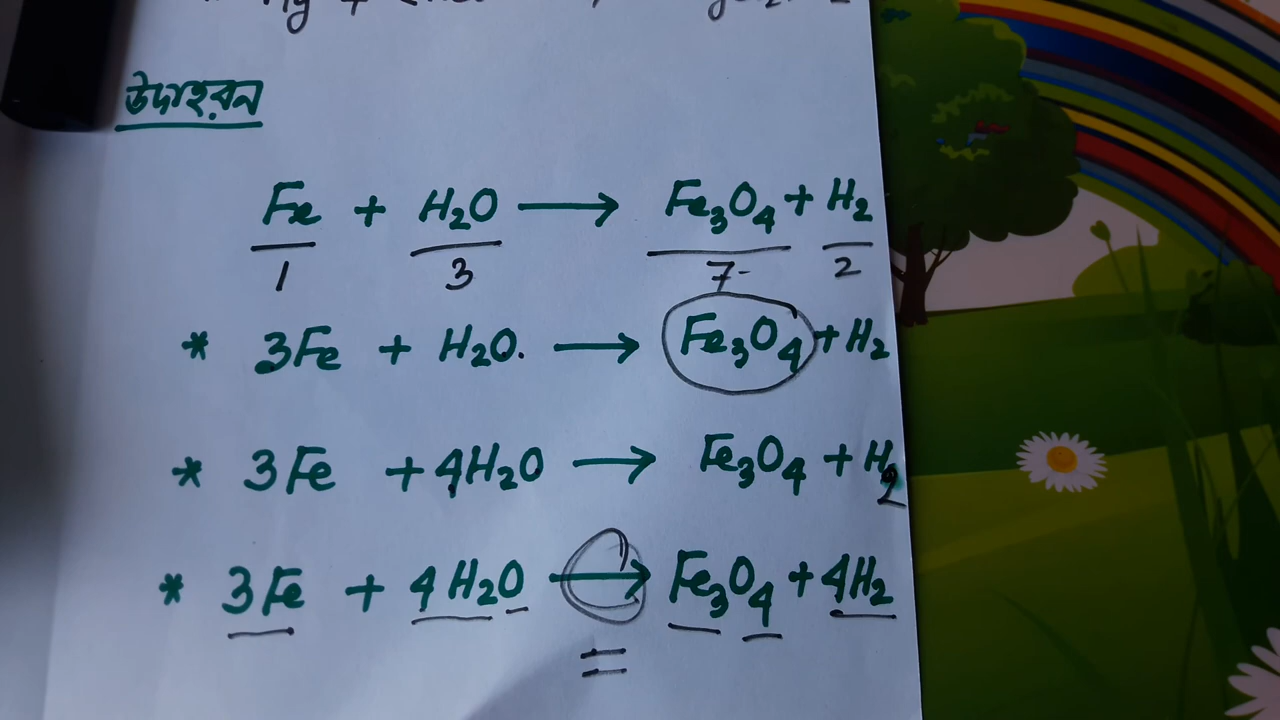 উদাহরন
Fe + H₂O → Fe₃O₄ + H₂
1 3 7 2
* 3Fe + H₂O. → Fe₃O₄ + H₂
* 3Fe + 4H₂O → Fe₃O₄ + H₂
* 3Fe + 4H₂O → Fe₃O₄ + 4H₂
=